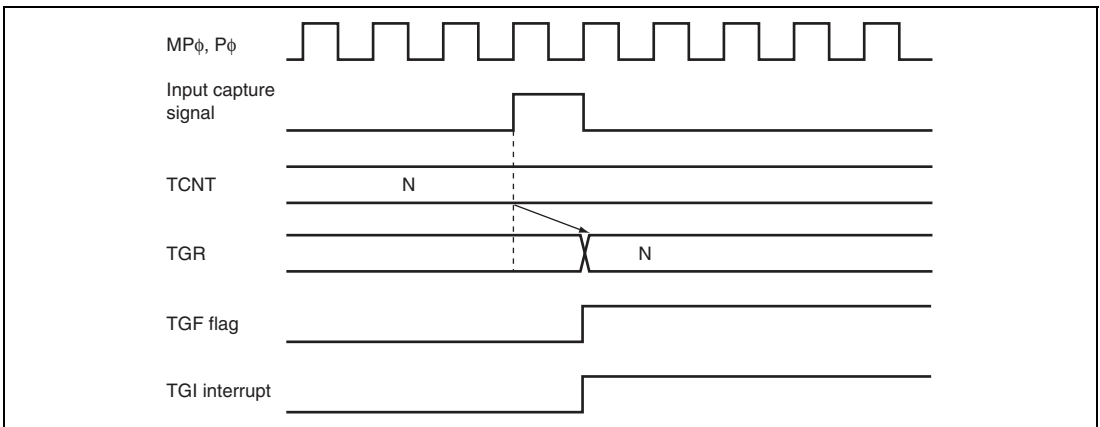 MPϕ, Pϕ
Input capture
signal
TCNT
N
TGR
N
TGF flag
TGI interrupt